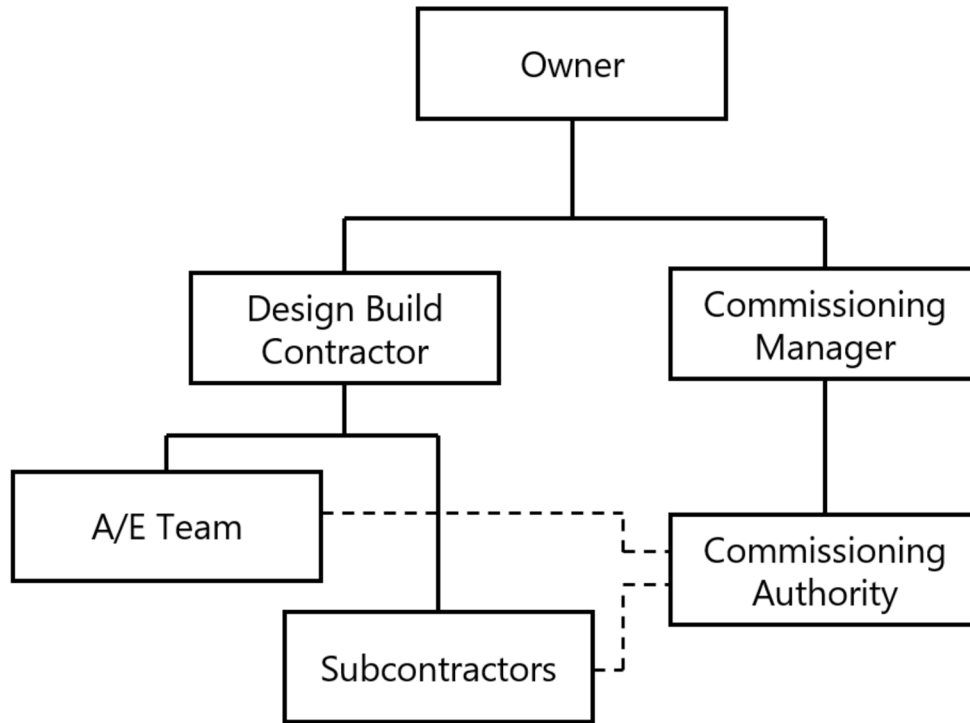 Owner
Design Build
Contractor
Commissioning
Manager
A/E Team
Commissioning
Authority
Subcontractors